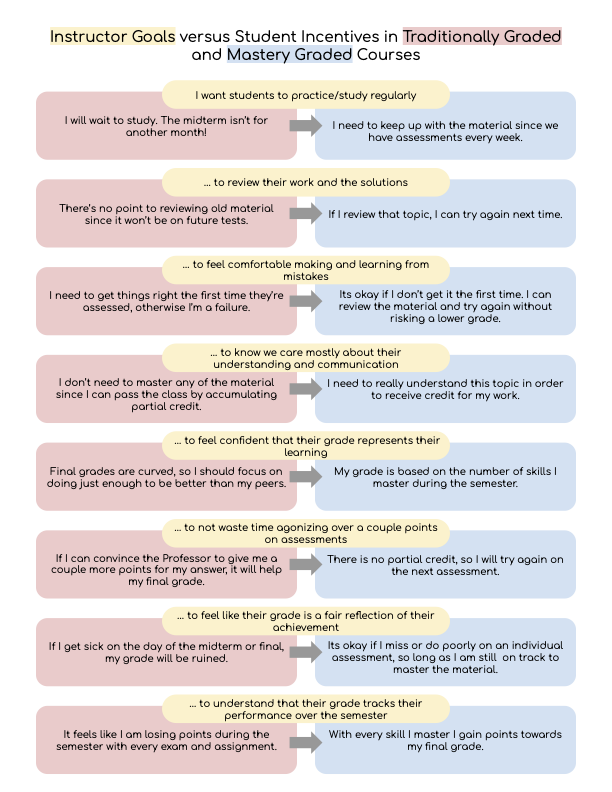 Instructor Goals versus Student Incentives in Traditionally Graded
and Mastery Graded Courses
I want students to practice/study regularly
I will wait to study. The midterm isn't for
another month!
I need to keep up with the material since we
have assessments every week.
... to review their work and the solutions
There's no point to reviewing old material
since it won't be on future tests.
If I review that topic, I can try again next time.
... to feel comfortable making and learning from
mistakes
I need to get things right the first time they're
assessed, otherwise I'm a failure.
Its okay if I don't get it the first time. I can
review the material and try again without
risking a lower grade.
... to know we care mostly about their
understanding and communication
I don't need to master any of the material
since I can pass the class by accumulating
partial credit.
I need to really understand this topic in order
to receive credit for my work.
... to feel confident that their grade represents their
learning
Final grades are curved, so I should focus on
doing just enough to be better than my peers.
My grade is based on the number of skills I
master during the semester.
... to not waste time agonizing over a couple points
on assessments
If I can convince the Professor to give me a
couple more points for my answer, it will help
my final grade.
There is no partial credit, so I will try again on
the next assessment.
... to feel like their grade is a fair reflection of their
achievement
If I get sick on the day of the midterm or final,
my grade will be ruined.
Its okay if I miss or do poorly on an individual
assessment, so long as I am still on track to
master the material.
... to understand that their grade tracks their
performance over the semester
It feels like I am losing points during the
semester with every exam and assignment.
With every skill I master I gain points towards
my final grade.